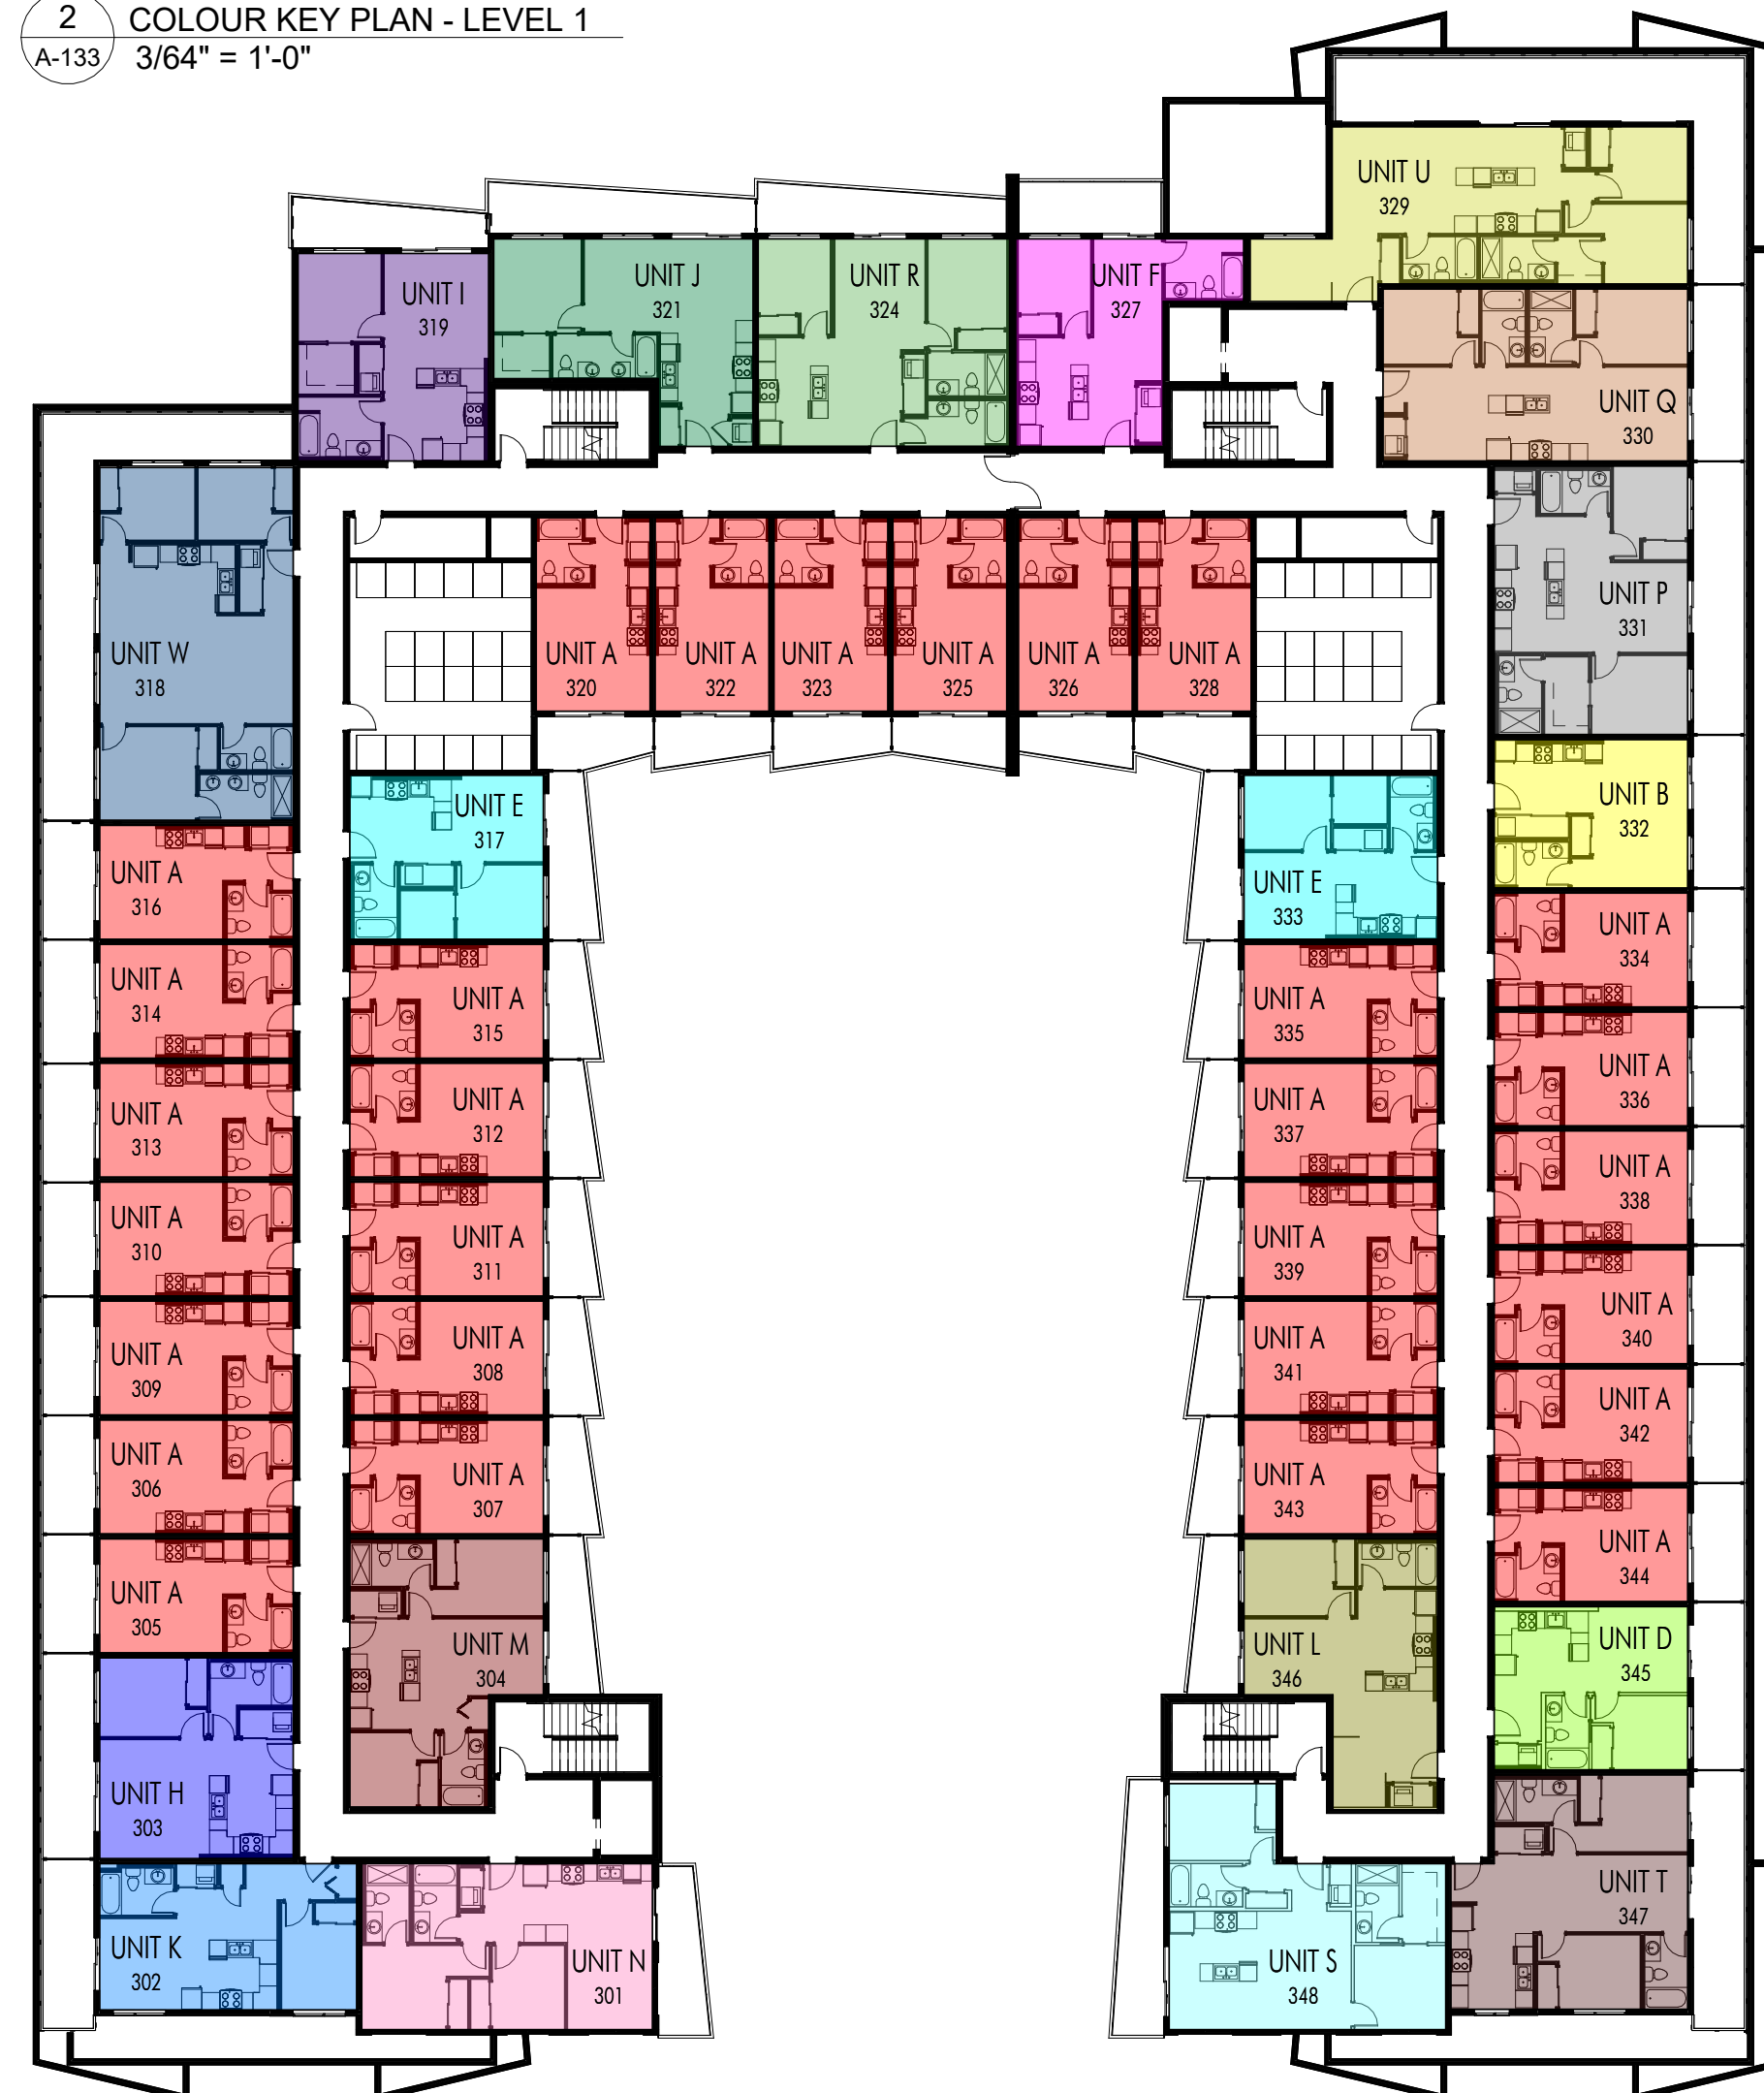 2
A-133
COLOUR KEY PLAN - LEVEL 1
3/64" = 1'-0"
UNIT U
329
UNIT I
319
UNIT J
321
UNIT R
324
UNIT F
327
UNIT Q
330
UNIT P
331
UNIT W
318
UNIT A
320
UNIT A
322
UNIT A
323
UNIT A
325
UNIT A
326
UNIT A
328
UNIT B
332
UNIT E
317
UNIT E
333
UNIT A
316
UNIT A
334
UNIT A
314
UNIT A
315
UNIT A
335
UNIT A
336
UNIT A
313
UNIT A
312
UNIT A
337
UNIT A
338
UNIT A
310
UNIT A
311
UNIT A
339
UNIT A
340
UNIT A
309
UNIT A
308
UNIT A
341
UNIT A
342
UNIT A
306
UNIT A
307
UNIT A
343
UNIT A
344
UNIT A
305
UNIT M
304
UNIT L
346
UNIT D
345
UNIT H
303
UNIT T
347
UNIT K
302
UNIT N
301
UNIT S
348